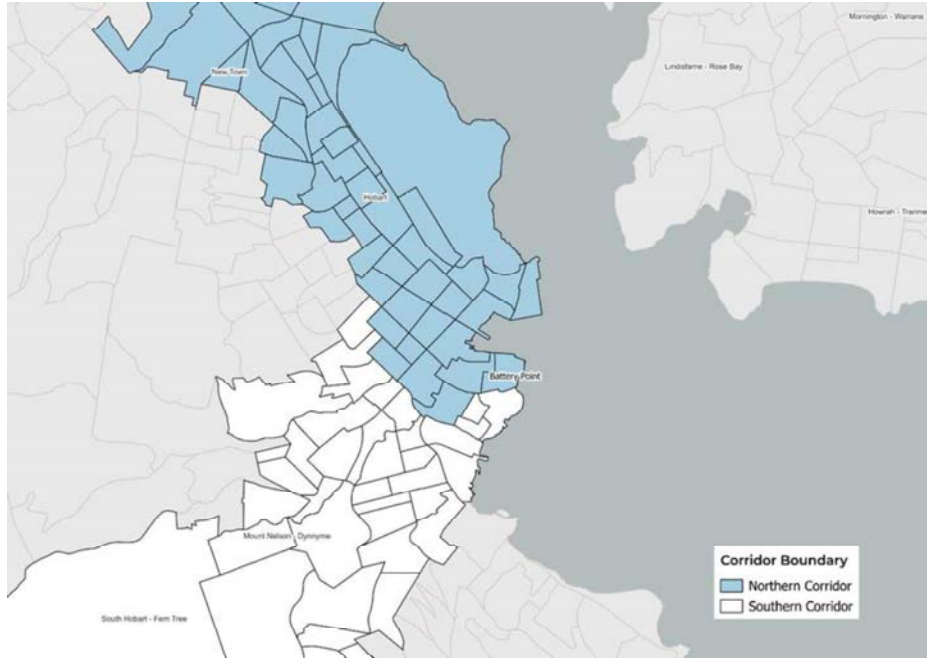 Mornington - Warrane
Lindisfarne - Rose Bay
New Town
Hobart
Howrah - Tranme
Battery Point
Mount Nelson - Dynnyrne
South Hobart - Fern Tree
Corridor Boundary
Northern Corridor
Southern Corridor